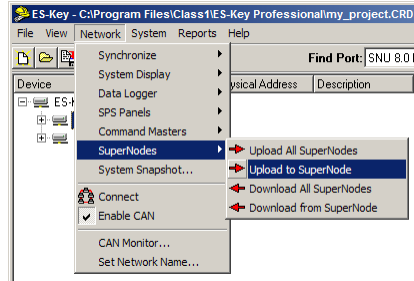 ES-Key - C:\Program Files\Class1\ES-Key Professional\my_project.CRD
File View Network System Reports Help
Find Port: SNU 8.0
Device ysical Address Description
ES-K
Synchronize
System Display
Data Logger
SPS Panels
Command Masters
SuperNodes
System Snapshot...
Connect
Enable CAN
CAN Monitor...
Set Network Name...
Upload All SuperNodes
Upload to SuperNode
Download All SuperNodes
Download from SuperNode